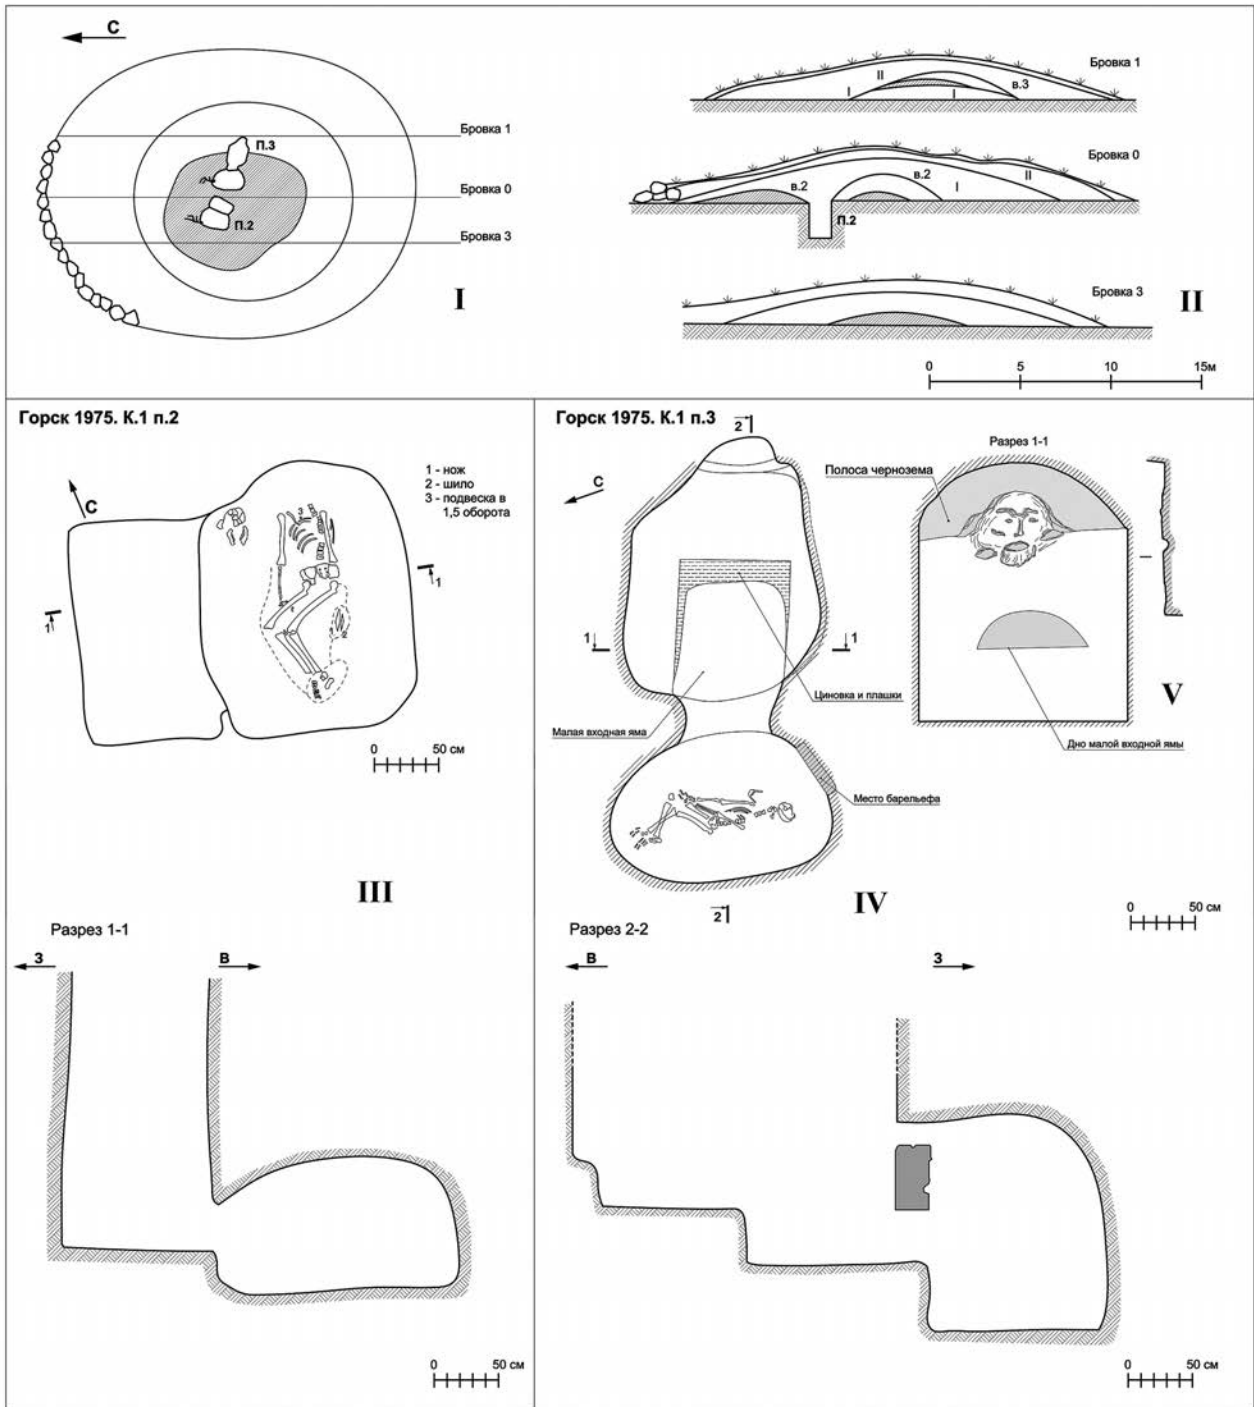 С
П.3
П.2
Бровка 1
Бровка 0
Бровка 3
I
Бровка 1
II
в.3
I
I
Бровка 0
в.2
в.2
I
II
П.2
Бровка 3
II
0 5 10 15м
Горск 1975. К.1 п.2
С
1 - нож
2 - шило
3 - подвеска в
1,5 оборота
3
1
2
1
1
0 50 см
III
Разрез 1-1
З В
0 50 см
Горск 1975. К.1 п.3
2
С
1 1
Циновка и плашки
Малая входная яма
Место барельефа
2
IV
0 50 см
Разрез 1-1
Полоса чернозема
Дно малой входной ямы
V
Разрез 2-2
В З
0 50 см